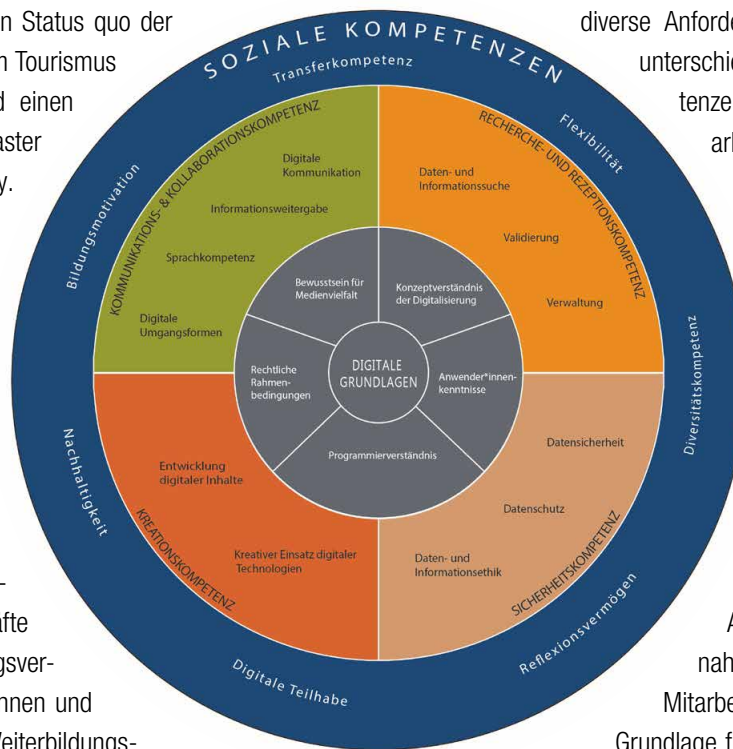 n Status quo der
n Tourismus
d einen
aster
y.
diverse Anforde
unterschie
tenze
arl
SOZIALE KOMPETENZEN
Transferkompetenz
Flexibilität
Diversitätskompetenz
Reflexionsvermögen
Digitale Teilhabe
Nachhaltigkeit
Bildungsmotivation
KOMMUNIKATIONS- & KOLLABORATIONSKOMPETENZ
Digitale
Kommunikation
Informationsweitergabe
Sprachkompetenz
Digitale
Umgangsformen
RECHERCHE- UND REZEPTIONSKOMPETENZ
Daten- und
Informationssuche
Validierung
Verwaltung
Bewusstsein für
Medienvielfalt
Konzeptverständnis
der Digitalisierung
Rechtliche
Rahmen-
bedingungen
DIGITALE
GRUNDLAGEN
Anwender*innen-
kenntnisse
Programmierverständnis
Entwicklung
digitaler Inhalte
Kreativer Einsatz digitaler
Technologien
KREATIONSKOMPETENZ
Datensicherheit
Datenschutz
Daten- und
Informationsethik
SICHERHEITSKOMPETENZ
-
äfte
gsver-
nnen und
Weiterbildungs-
A
nah
Mitarbe
Grundlage f